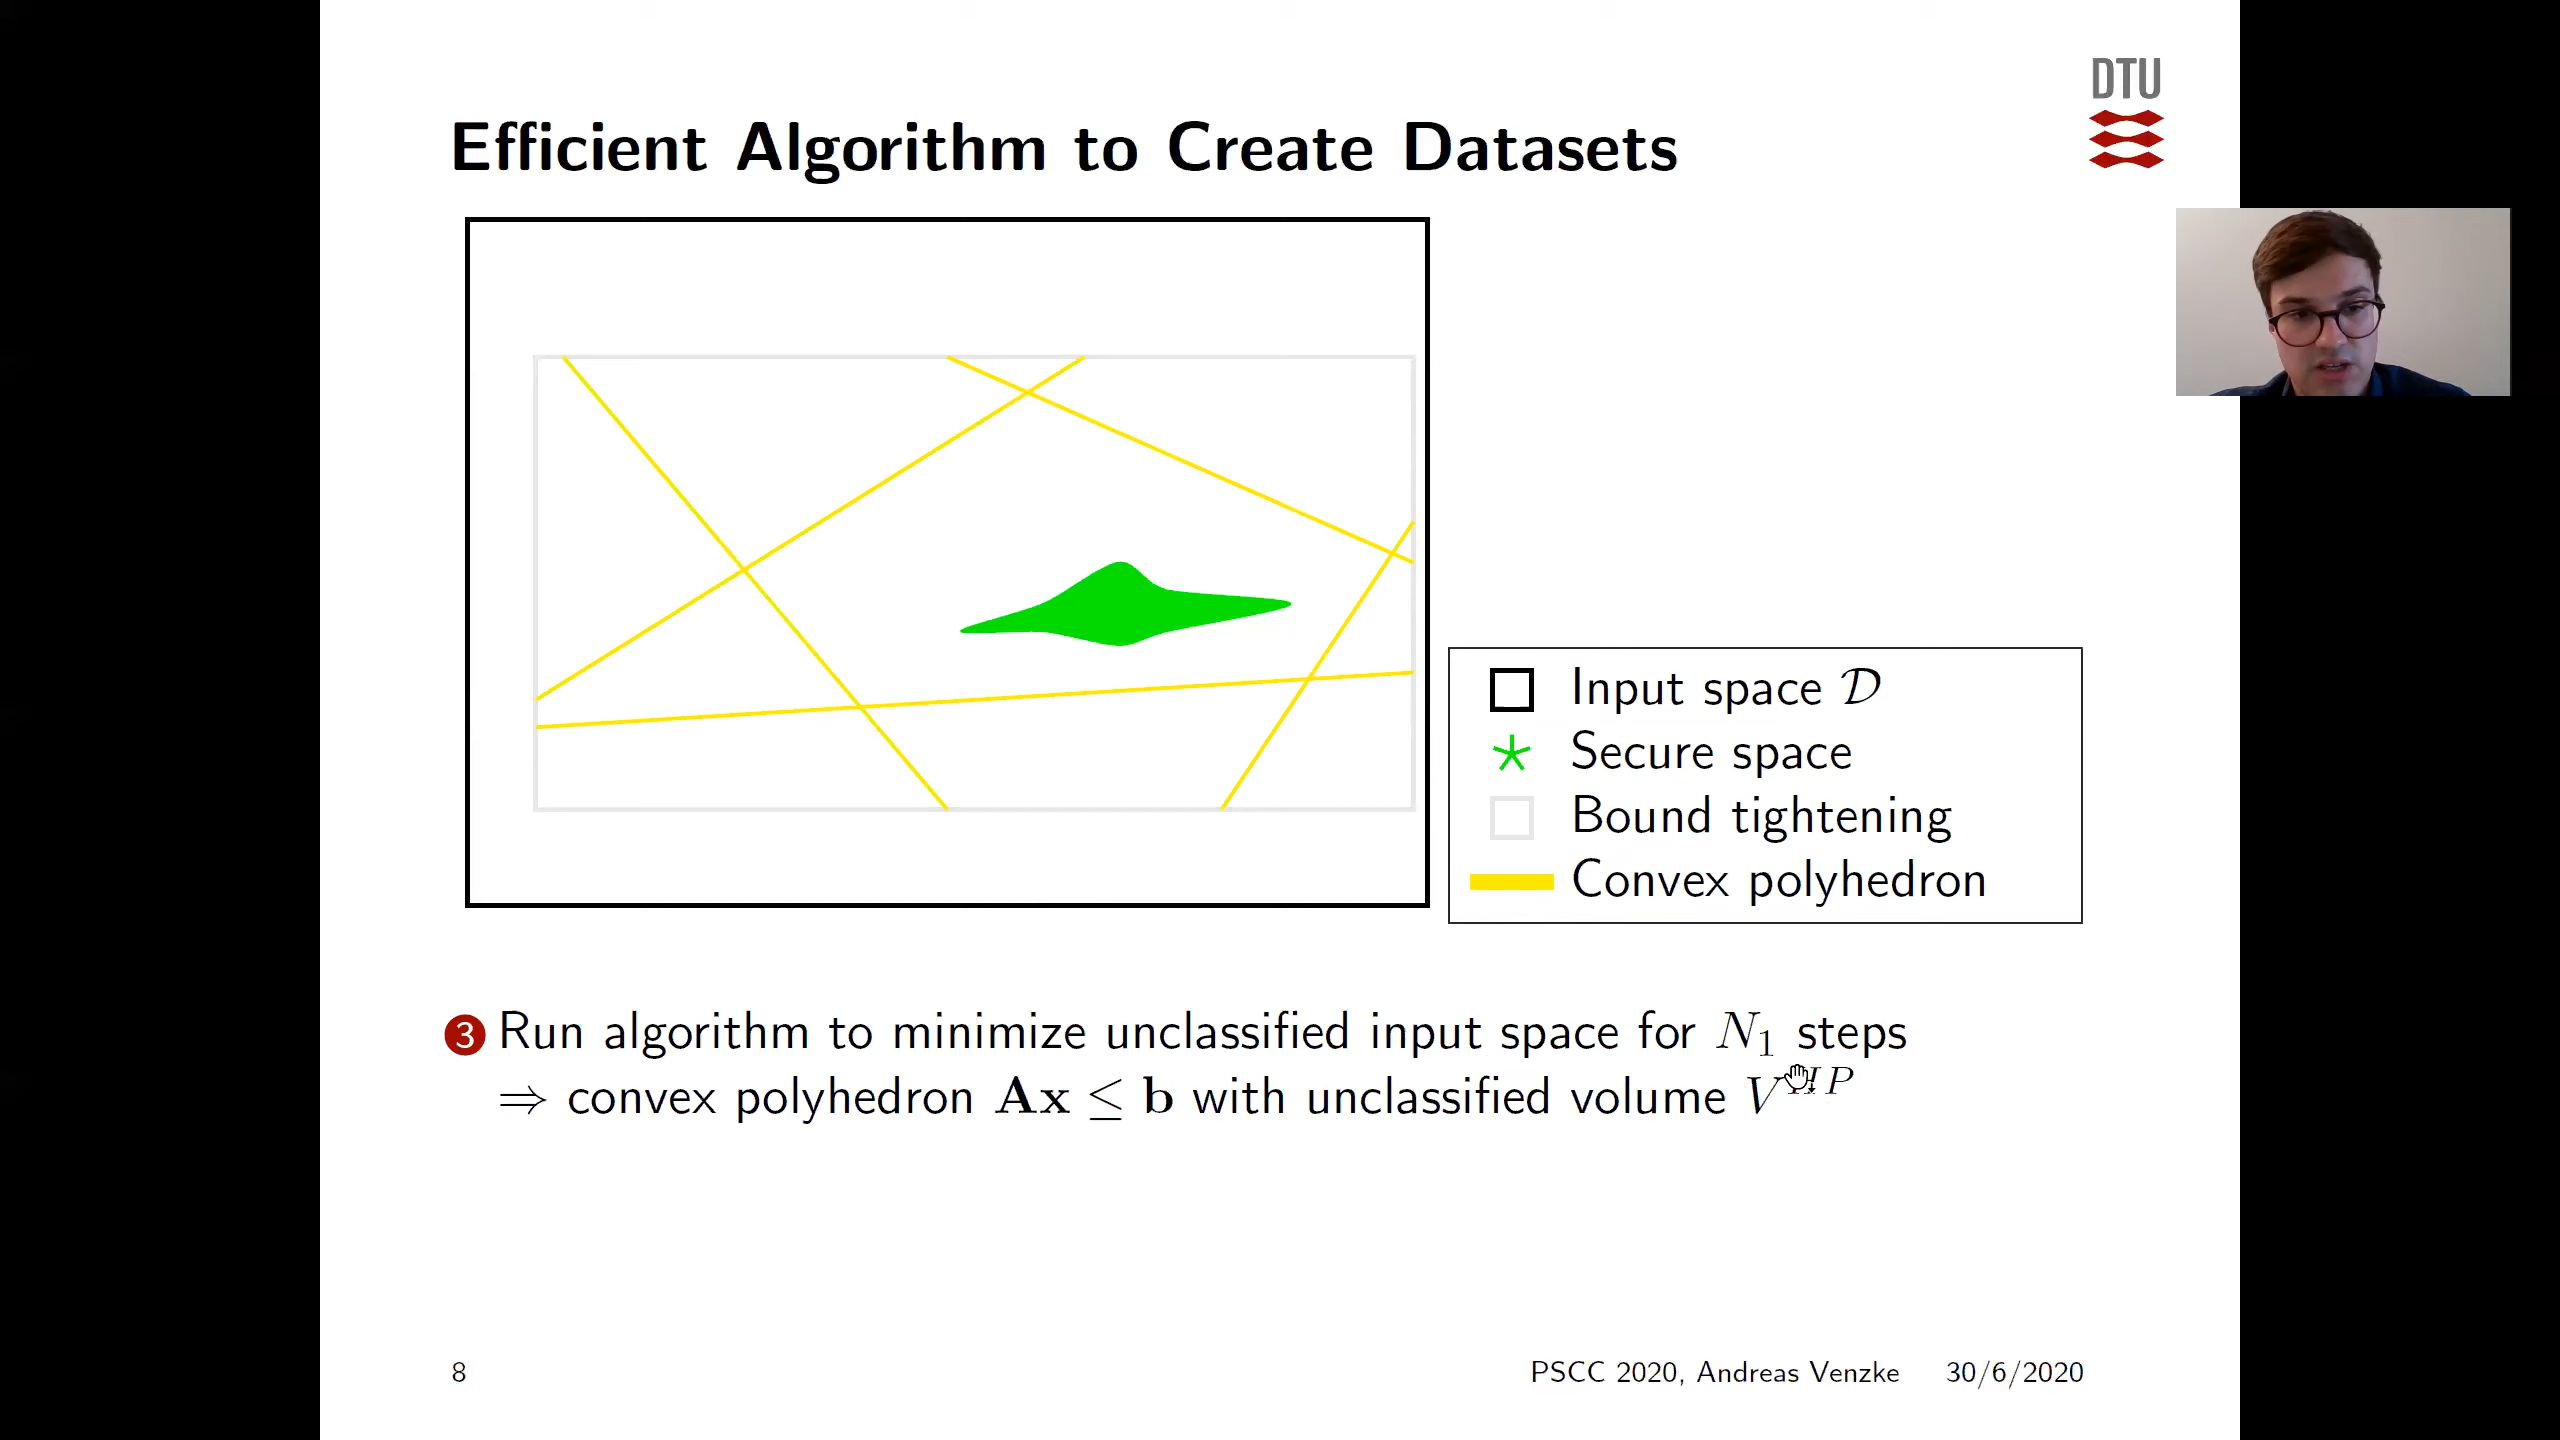 DTU
Efficient Algorithm to Create Datasets
Input space 𝒟
Secure space
Bound tightening
Convex polyhedron
3 Run algorithm to minimize unclassified input space for N₁ steps
⇒ convex polyhedron Ax ≤ b with unclassified volume V
8
PSCC 2020, Andreas Venzke 30/6/2020